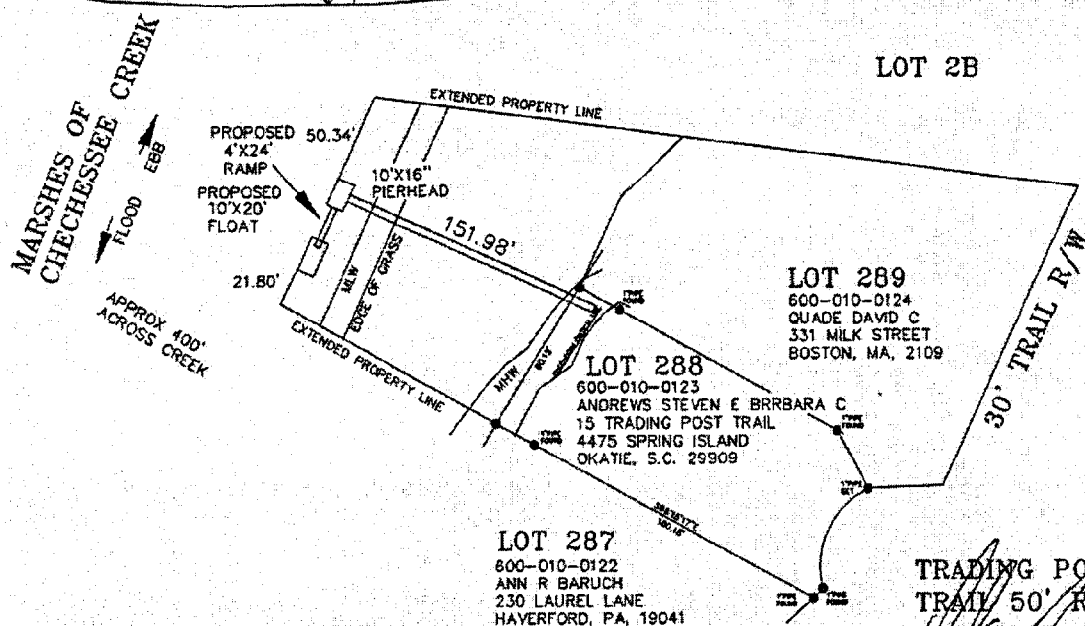 LOT 2B
MARSHES OF
CHECHESSEE CREEK
EBB
FLOOD
APPROX 400'
ACROSS CREEK
EXTENDED PROPERTY LINE
PROPOSED
4'X24'
RAMP
50.34'
PROPOSED
10'X20'
FLOAT
10'X16"
PIERHEAD
151.98'
21.80'
MLW
EDGE OF GRASS
EXTENDED PROPERTY LINE
MHW
LOT 289
600-010-0124
QUADE DAVID C
331 MILK STREET
BOSTON, MA, 2109
30' TRAIL R/W
LOT 288
600-010-0123
ANDREWS STEVEN E BRRBARA C
15 TRADING POST TRAIL
4475 SPRING ISLAND
OKATIE, S.C. 29909
LOT 287
600-010-0122
ANN R BARUCH
230 LAUREL LANE
HAVERFORD, PA, 19041
TRADING PO
TRAIL 50' R